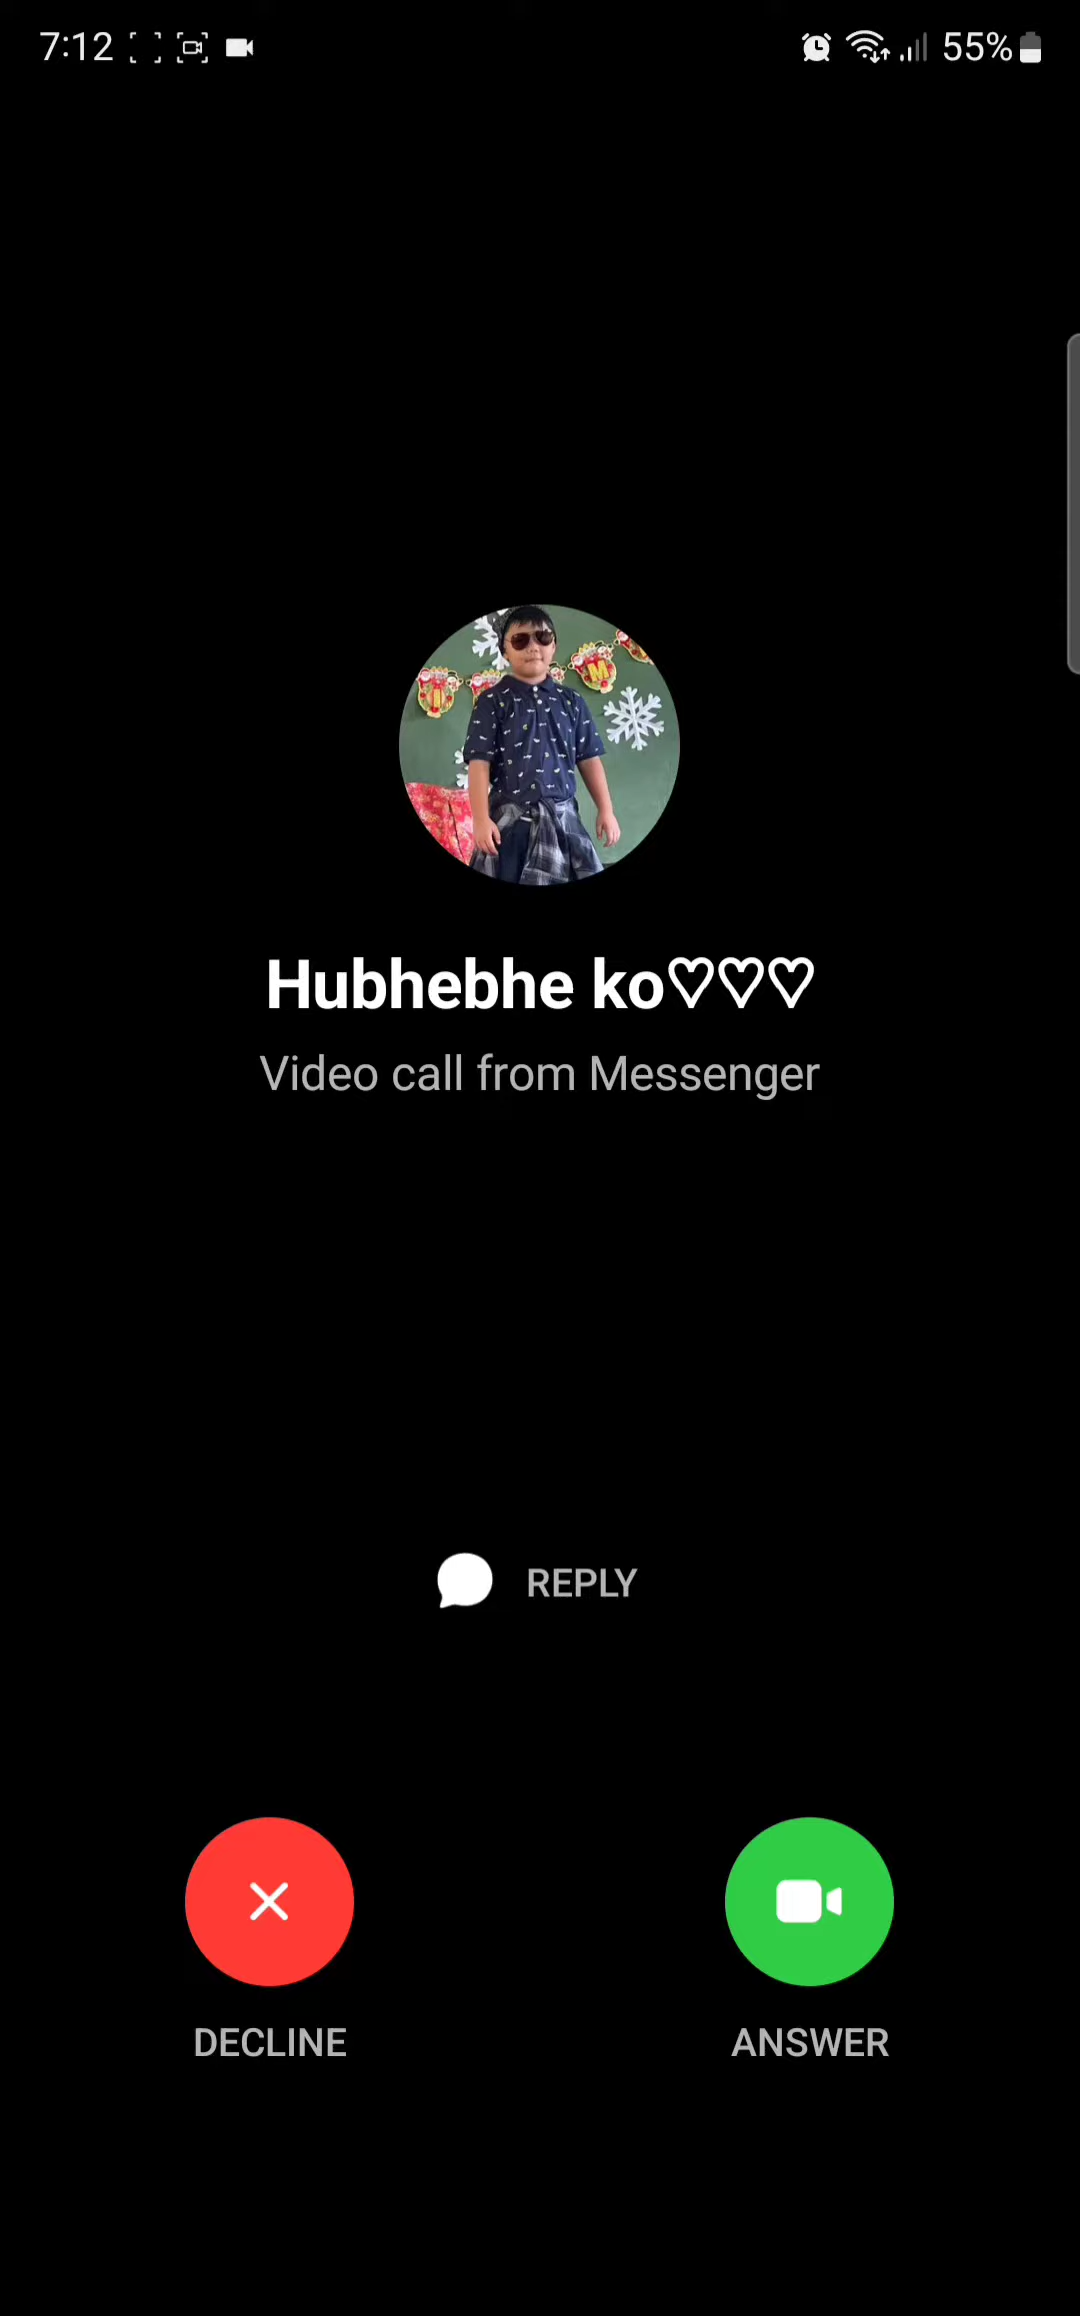 7:12
55%
I
M
Hubhebhe ko♡♡♡
Video call from Messenger
REPLY
DECLINE
ANSWER